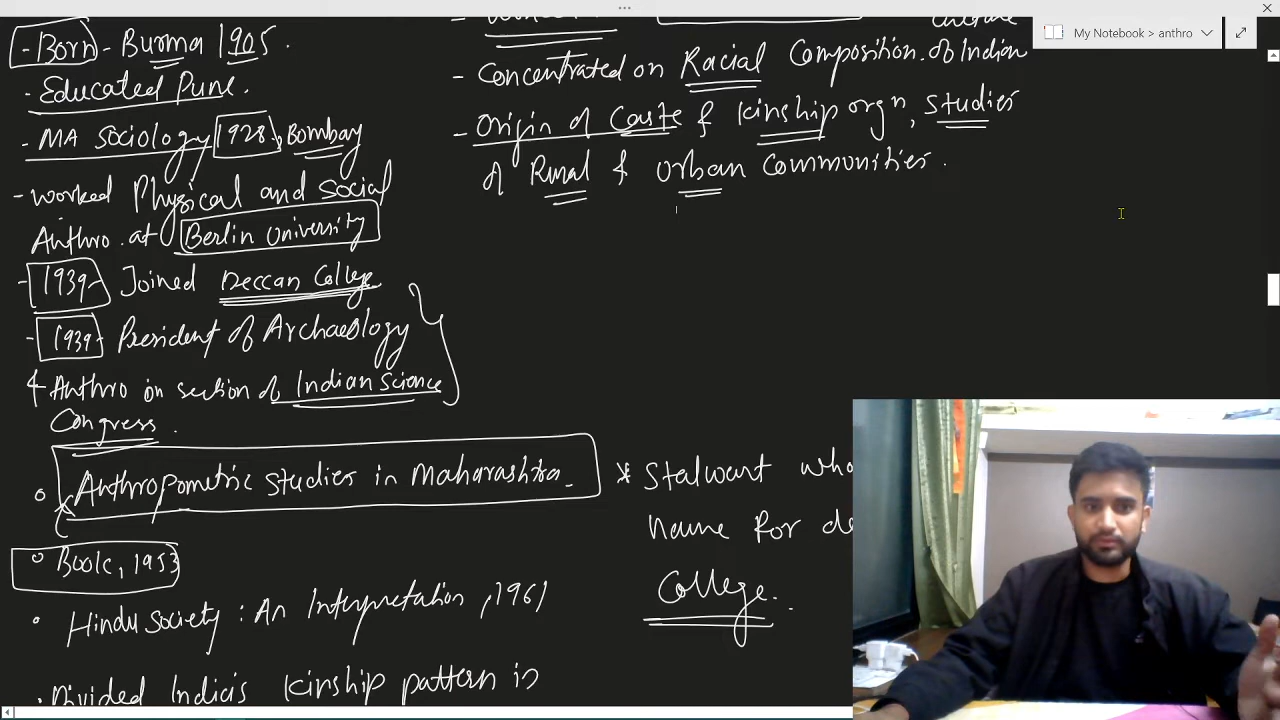 My Notebook > anthro
- Born - Burma 1905.
- Educated Pune.
- MA Sociology 1928, Bombay
- worked Physical and Social
Anthro. at Berlin University
- 1939 - Joined Deccan College
- 1939 - President of Archaeology
& Anthro in section of Indian Science
Congress.
Anthropometric studies in Maharashtra.
Book, 1953
Hindu Society : An Interpretation, 1961
Divided India's kinship pattern in
- Concentrated on Racial Composition of Indian
- Origin of Caste & kinship orgn, studies
of Rural & Urban Communities.
* Stalwart who
name for de
College.